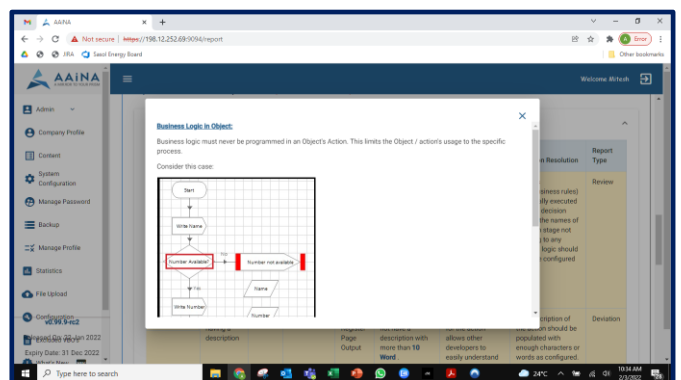 AAINA
Not secure | https://198.12.252.69:9094/report
Error
JIRA
Sasol Energy Board
Other bookmarks
AAiNA
Welcome Mitesh
Admin
Company Profile
Content
System
Configuration
Manage Password
Backup
Manage Profile
Statistics
File Upload
Configuration
v0.99.9-rc2
Expiry Date: 31 Dec 2022
Business Logic in Object:
Business logic must never be programmed in an Object's Action. This limits the Object / action's usage to the specific
process.
Consider this case:
Start
Write Name
Number Available?
Number not available
Yes
Name
Write Number
Number
n Resolution
Report
Type
Review
siness rules)
lly executed
decision
the names of
stage not
to any
logic should
configured
description
Page
Output
description with
more than 10
Word
allows other
developers to
easily understand
cription of
the action should be
populated with
enough characters or
words as configured.
Deviation
Type here to search
24°C
10:34 AM
2/3/2022